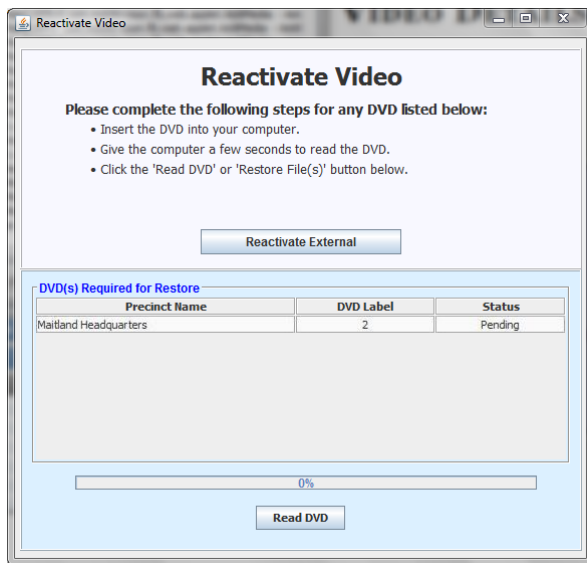 Reactivate Video
Reactivate Video
Please complete the following steps for any DVD listed below:
• Insert the DVD into your computer.
• Give the computer a few seconds to read the DVD.
• Click the 'Read DVD' or 'Restore File(s)' button below.
Reactivate External
DVD(s) Required for Restore
Precinct Name DVD Label Status
Maitland Headquarters 2 Pending
0%
Read DVD